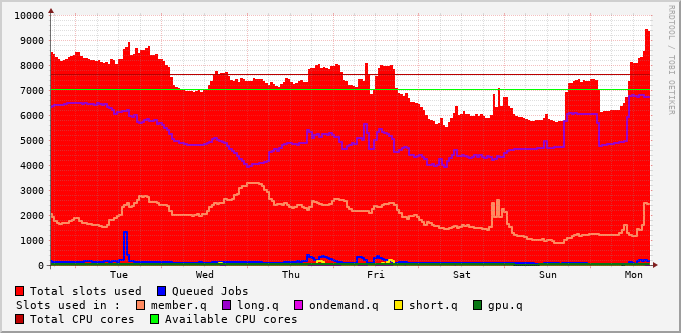 RRDTOOL / TOBI OETIKER
10000
9000
8000
7000
6000
5000
4000
3000
2000
1000
0
Tue Wed Thu Fri Sat Sun Mon
Total slots used Queued Jobs
Slots used in : member.q long.q ondemand.q short.q gpu.q
Total CPU cores Available CPU cores